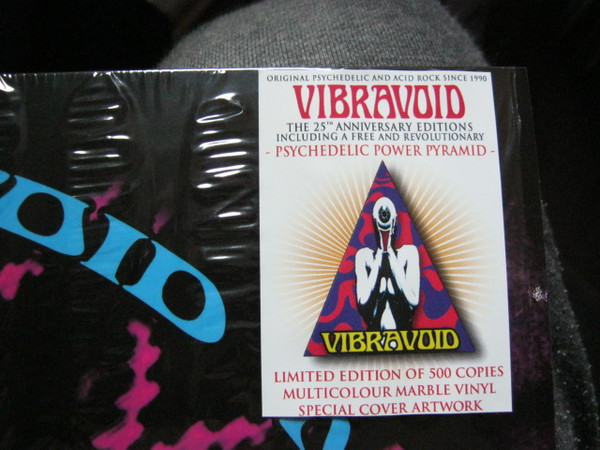 ORIGINAL PSYCHEDELIC AND ACID ROCK SINCE 1990
VIBRAVOID
THE 25TH ANNIVERSARY EDITIONS
INCLUDING A FREE AND REVOLUTIONARY
- PSYCHEDELIC POWER PYRAMID -
VIBRAVOID
LIMITED EDITION OF 500 COPIES
MULTICOLOUR MARBLE VINYL
SPECIAL COVER ARTWORK
OID